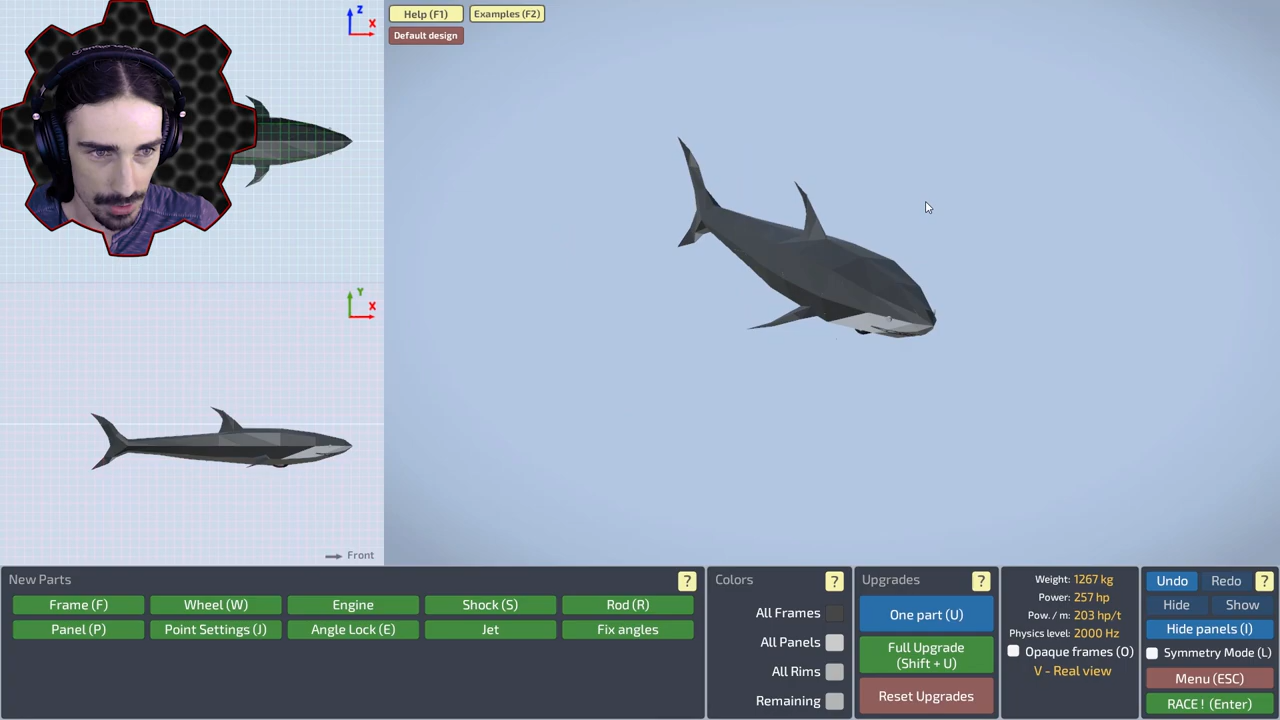 Z
X
Help (F1)
Examples (F2)
Default design
Y
X
Front
New Parts
?
Frame (F)
Wheel (W)
Engine
Shock (S)
Rod (R)
Panel (P)
Point Settings (J)
Angle Lock (E)
Jet
Fix angles
Colors
?
All Frames
All Panels
All Rims
Remaining
Upgrades
?
One part (U)
Full Upgrade
(Shift + U)
Reset Upgrades
Weight: 1267 kg
Power: 257 hp
Pow. / m: 203 hp/t
Physics level: 2000 Hz
Opaque frames (O)
V - Real view
Undo
Redo
?
Hide
Show
Hide panels (I)
Symmetry Mode (L)
Menu (ESC)
RACE ! (Enter)